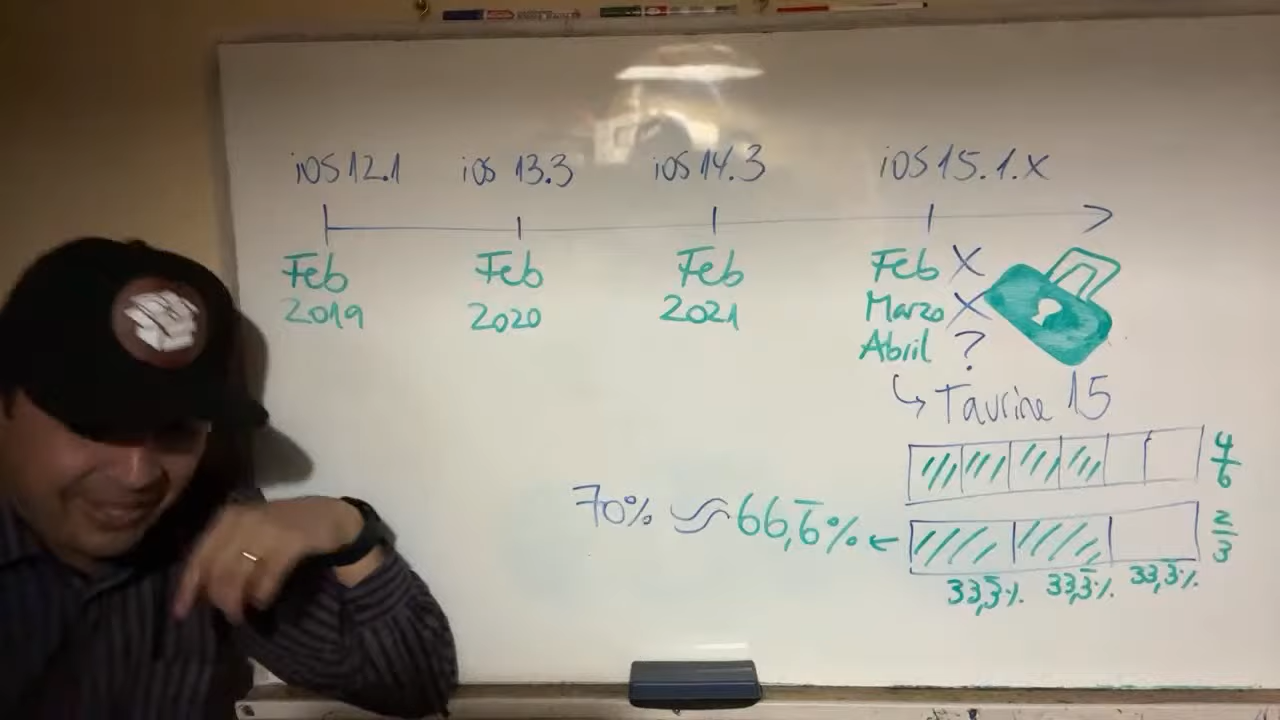 iOS 12.1 iOS 13.3 iOS 14.3 iOS 15.1.x
Feb Feb Feb Feb X
2019 2020 2021 Marzo X
Abril ?
↳ Taurine 15
4/6
70% ≈ 66,6̅% ← 2/3
33,3̅% 33,3̅% 33,3̅%